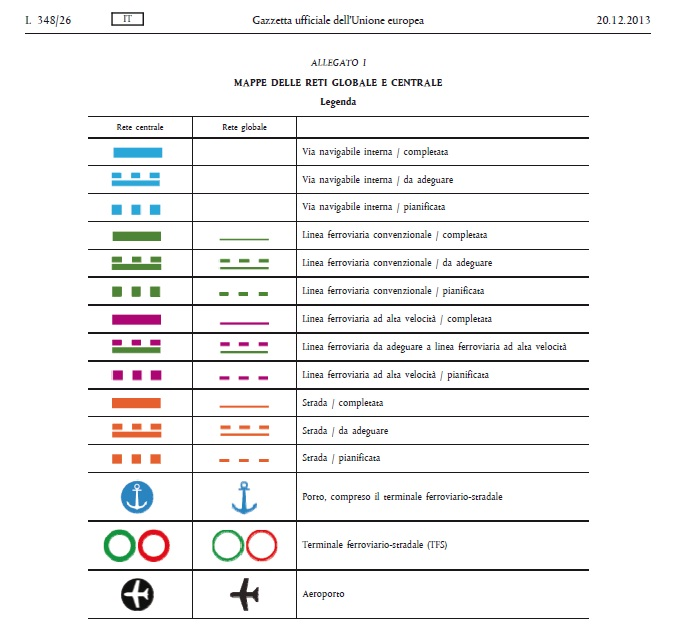 L 348/26
IT
Gazzetta ufficiale dell'Unione europea
20.12.2013
ALLEGATO I
MAPPE DELLE RETI GLOBALE E CENTRALE
Legenda
Rete centrale
Rete globale
Via navigabile interna / completata
Via navigabile interna / da adeguare
Via navigabile interna / pianificata
Linea ferroviaria convenzionale / completata
Linea ferroviaria convenzionale / da adeguare
Linea ferroviaria convenzionale / pianificata
Linea ferroviaria ad alta velocità / completata
Linea ferroviaria da adeguare a linea ferroviaria ad alta velocità
Linea ferroviaria ad alta velocità / pianificata
Strada / completata
Strada / da adeguare
Strada / pianificata
Porto, compreso il terminale ferroviario-stradale
Terminale ferroviario-stradale (TFS)
Aeroporto